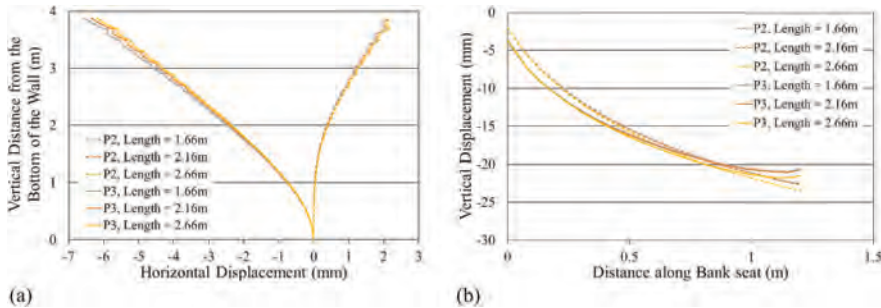 Vertical Distance from the
Bottom of the Wall (m)
4
3
2
1
0
P2, Length = 1.66m
P2, Length = 2.16m
P2, Length = 2.66m
P3, Length = 1.66m
P3, Length = 2.16m
P3, Length = 2.66m
-7 -6 -5 -4 -3 -2 -1 0 1 2 3
Horizontal Displacement (mm)
(a)
Vertical Displacement (mm)
0
-5
-10
-15
-20
-25
-30
P2, Length = 1.66m
P2, Length = 2.16m
P2, Length = 2.66m
P3, Length = 1.66m
P3, Length = 2.16m
P3, Length = 2.66m
0 0.5 1 1.5
Distance along Bank seat (m)
(b)